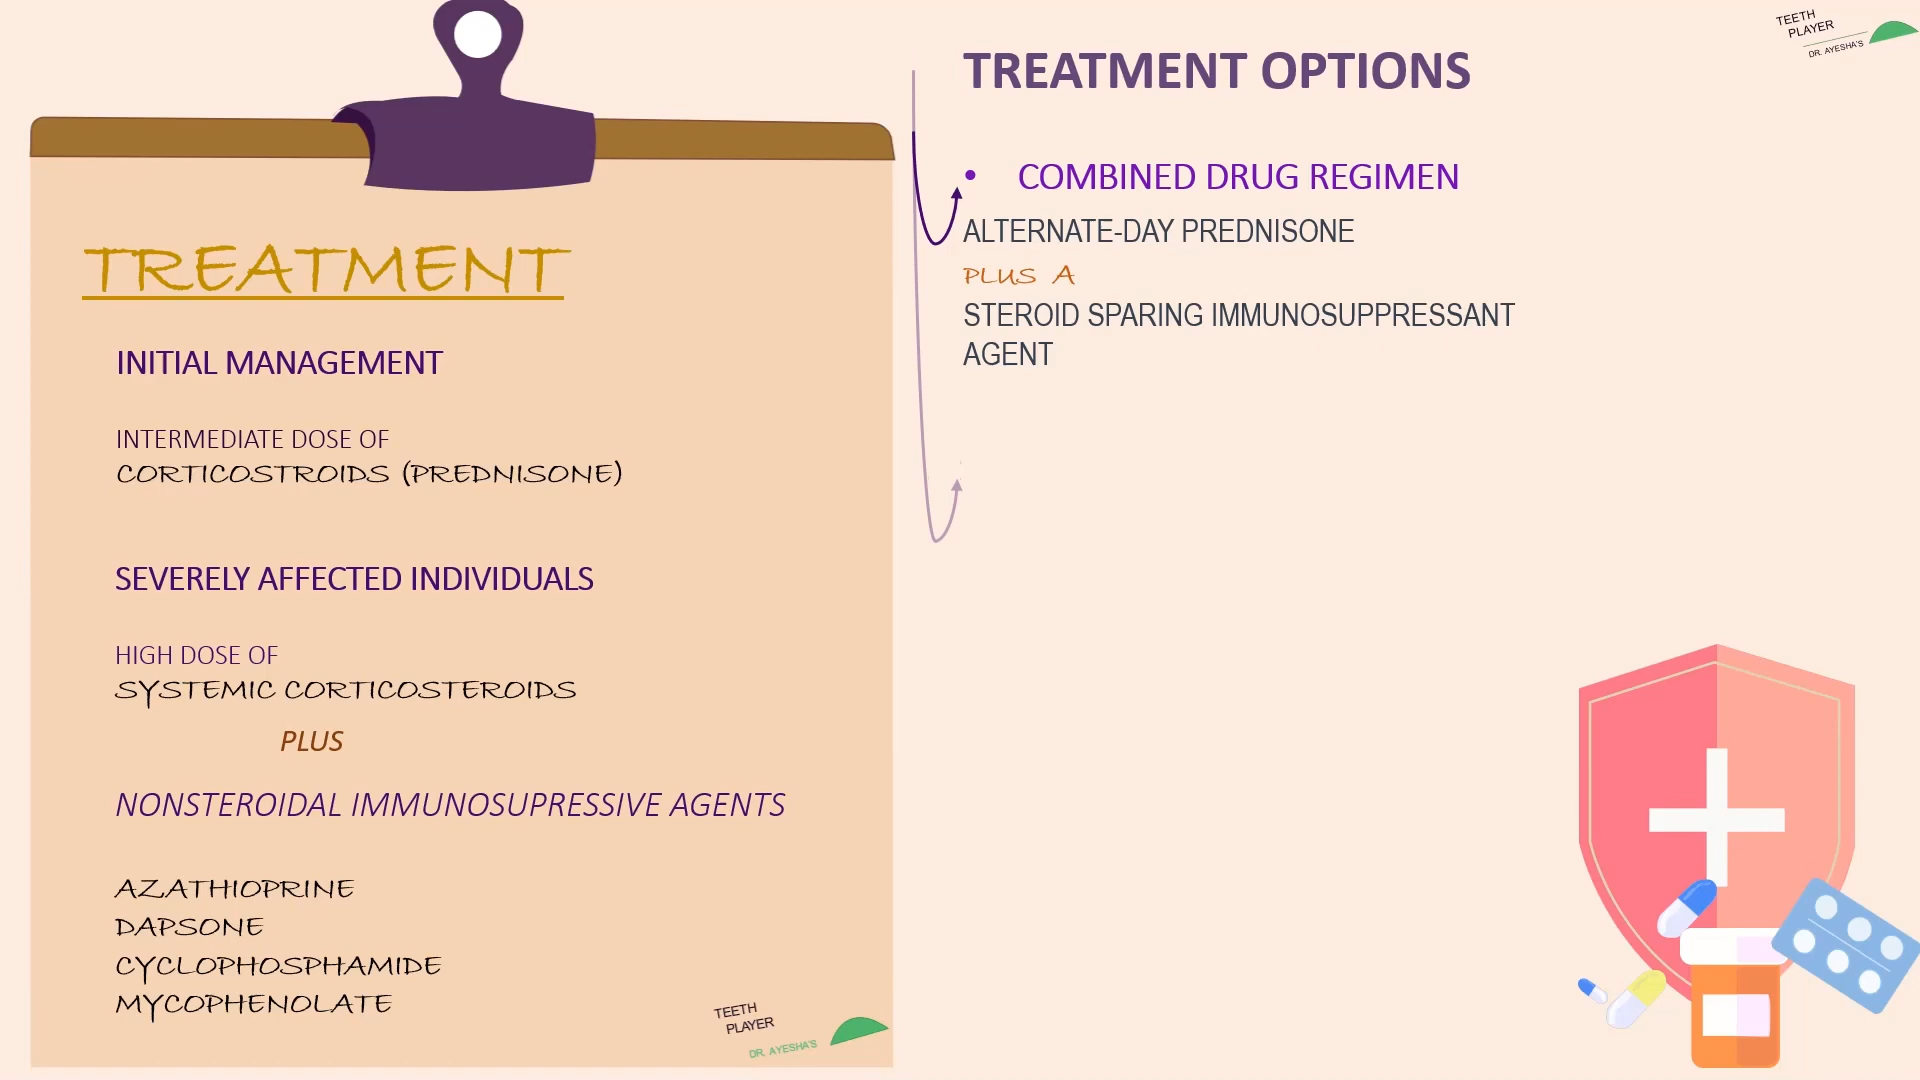 TREATMENT
INITIAL MANAGEMENT
INTERMEDIATE DOSE OF
CORTICOSTROIDS (PREDNISONE)
SEVERELY AFFECTED INDIVIDUALS
HIGH DOSE OF
SYSTEMIC CORTICOSTEROIDS
PLUS
NONSTEROIDAL IMMUNOSUPRESSIVE AGENTS
AZATHIOPRINE
DAPSONE
CYCLOPHOSPHAMIDE
MYCOPHENOLATE
TEETH
PLAYER
DR. AYESHA'S
TREATMENT OPTIONS
• COMBINED DRUG REGIMEN
ALTERNATE-DAY PREDNISONE
PLUS A
STEROID SPARING IMMUNOSUPPRESSANT
AGENT
TEETH
PLAYER
DR. AYESHA'S